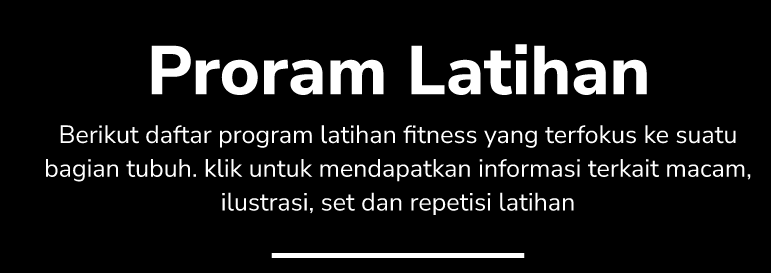 Proram Latihan
Berikut daftar program latihan fitness yang terfokus ke suatu
bagian tubuh. klik untuk mendapatkan informasi terkait macam,
ilustrasi, set dan repetisi latihan